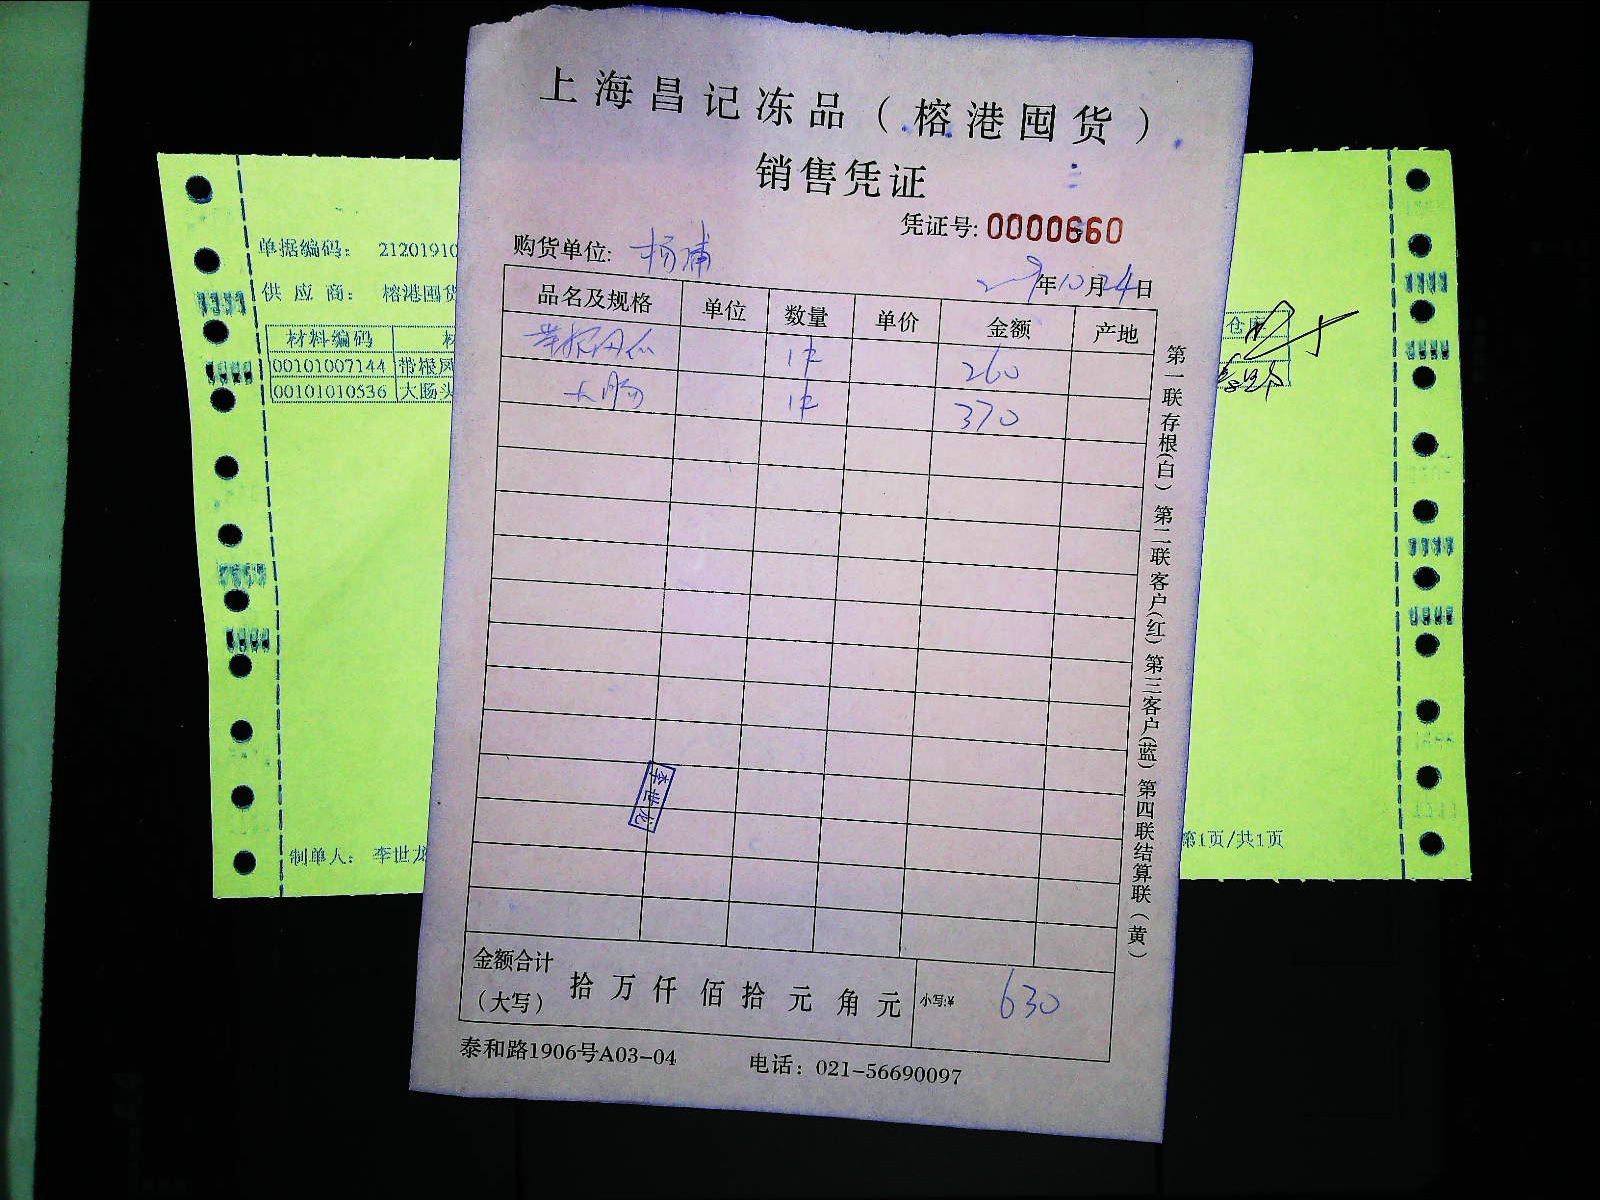 上海昌记冻品（榕港囤货）
销售凭证
凭证号: 0000660
购货单位: 杨浦
年10月24日
品名及规格 单位 数量 单价 金额 产地
1件 260
大肠 1件 370
金额合计（大写） 拾 万 仟 佰 拾 元 角 元 小写:¥ 630
泰和路1906号A03-04 电话：021-56690097
第一联存根(白) 第二联客户(红) 第三客户(蓝) 第四联结算联(黄)
李世龙
单据编码： 21201910
供应商： 榕港囤货
材料编码
仓库
00101007144 带根凤
00101010536 大肠头
制单人： 李世龙
第1页/共1页